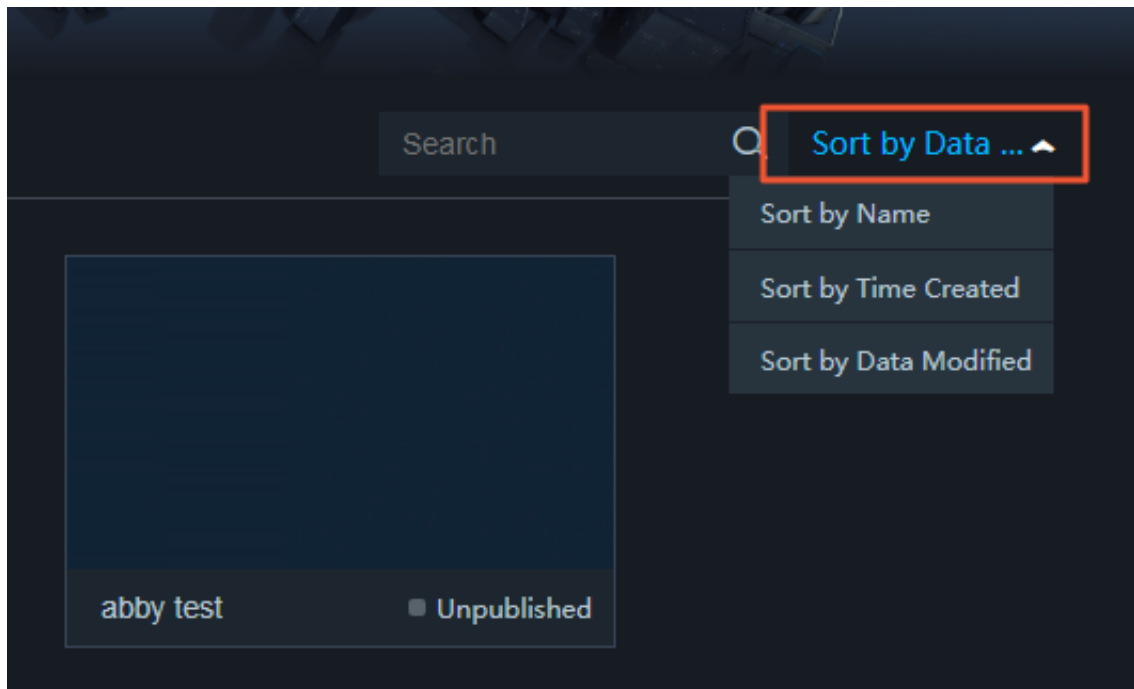 Search
Sort by Data ...
Sort by Name
Sort by Time Created
Sort by Data Modified
abby test
Unpublished